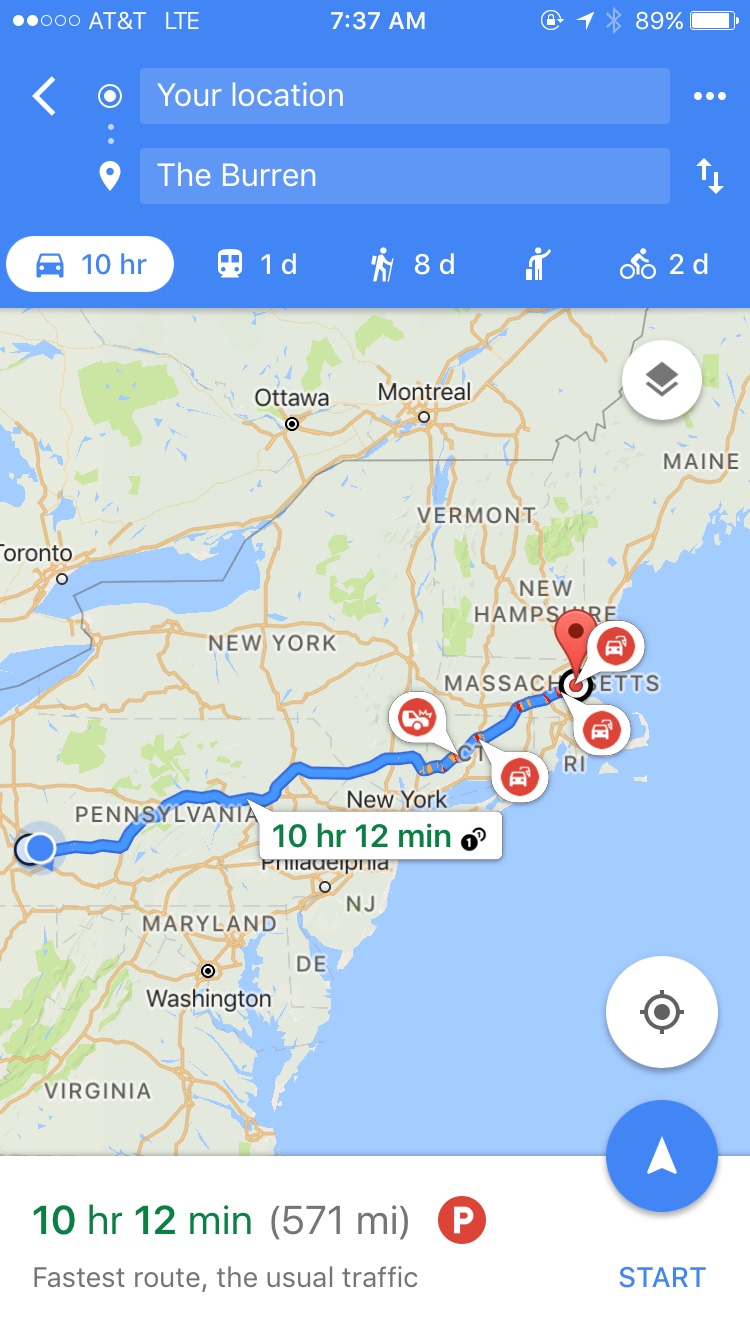 AT&T LTE 7:37 AM 89%
Your location
The Burren
10 hr 1 d 8 d 2 d
Ottawa
Montreal
MAINE
VERMONT
Toronto
NEW
HAMPSHIRE
NEW YORK
MASSACHUSETTS
CT
RI
New York
PENNSYLVANIA
10 hr 12 min
Philadelphia
NJ
MARYLAND
DE
Washington
VIRGINIA
10 hr 12 min (571 mi) P
Fastest route, the usual traffic
START